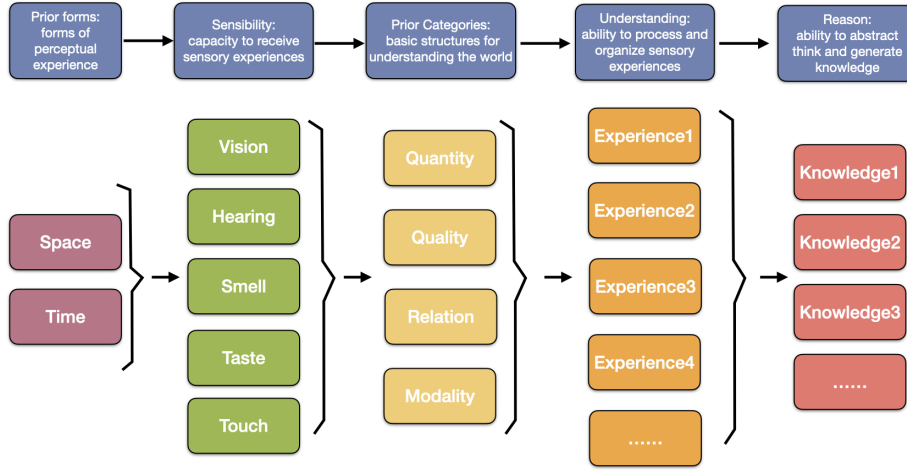 Prior forms:
forms of
perceptual
experience
Sensibility:
capacity to receive
sensory experiences
Prior Categories:
basic structures for
understanding the world
Understanding:
ability to process and
organize sensory
experiences
Reason:
ability to abstract
think and generate
knowledge
Space
Time
Vision
Hearing
Smell
Taste
Touch
Quantity
Quality
Relation
Modality
Experience1
Experience2
Experience3
Experience4
......
Knowledge1
Knowledge2
Knowledge3
......